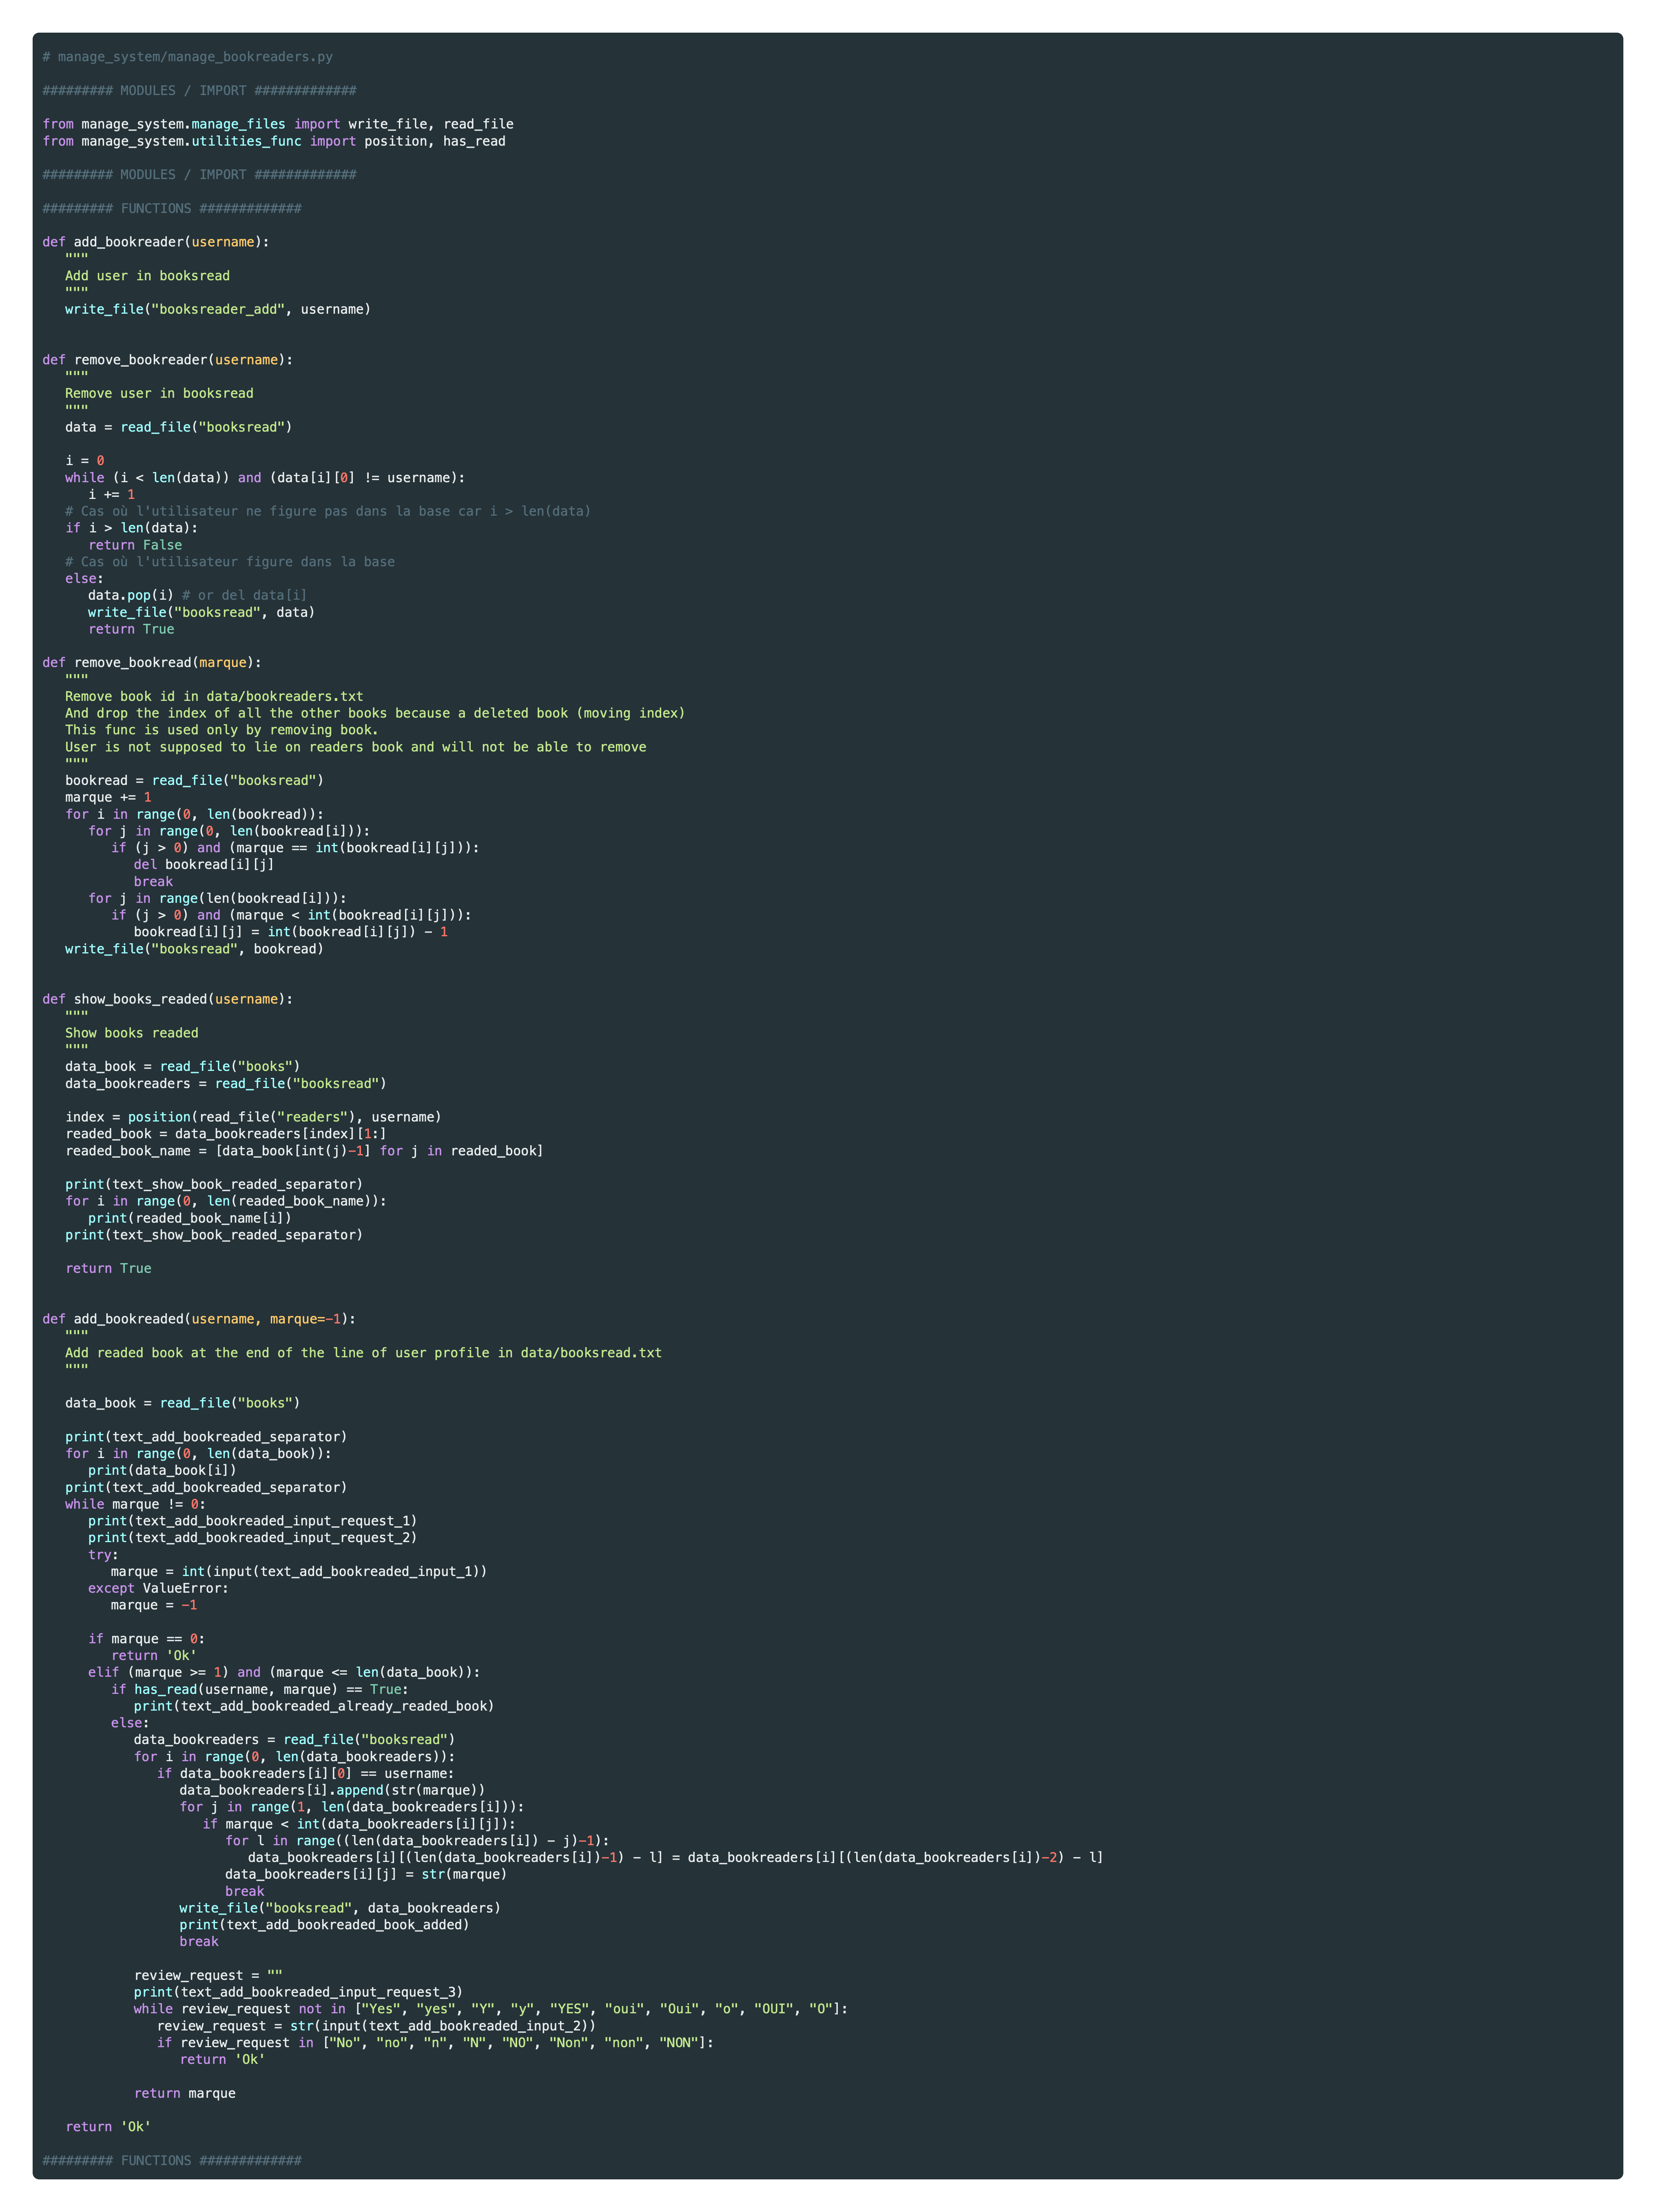 # manage_system/manage_bookreaders.py
######### MODULES / IMPORT #############
from manage_system.manage_files import write_file, read_file
from manage_system.utilities_func import position, has_read
######### MODULES / IMPORT #############
######### FUNCTIONS #############
def add_bookreader(username):
"""
Add user in booksread
"""
write_file("booksreader_add", username)
def remove_bookreader(username):
"""
Remove user in booksread
"""
data = read_file("booksread")
i = 0
while (i < len(data)) and (data[i][0] != username):
i += 1
# Cas où l'utilisateur ne figure pas dans la base car i > len(data)
if i > len(data):
return False
# Cas où l'utilisateur figure dans la base
else:
data.pop(i) # or del data[i]
write_file("booksread", data)
return True
def remove_bookread(marque):
"""
Remove book id in data/bookreaders.txt
And drop the index of all the other books because a deleted book (moving index)
This func is used only by removing book.
User is not supposed to lie on readers book and will not be able to remove
"""
bookread = read_file("booksread")
marque += 1
for i in range(0, len(bookread)):
for j in range(0, len(bookread[i])):
if (j > 0) and (marque == int(bookread[i][j])):
del bookread[i][j]
break
for j in range(len(bookread[i])):
if (j > 0) and (marque < int(bookread[i][j])):
bookread[i][j] = int(bookread[i][j]) - 1
write_file("booksread", bookread)
def show_books_readed(username):
"""
Show books readed
"""
data_book = read_file("books")
data_bookreaders = read_file("booksread")
index = position(read_file("readers"), username)
readed_book = data_bookreaders[index][1:]
readed_book_name = [data_book[int(j)-1] for j in readed_book]
print(text_show_book_readed_separator)
for i in range(0, len(readed_book_name)):
print(readed_book_name[i])
print(text_show_book_readed_separator)
return True
def add_bookreaded(username, marque=-1):
"""
Add readed book at the end of the line of user profile in data/booksread.txt
"""
data_book = read_file("books")
print(text_add_bookreaded_separator)
for i in range(0, len(data_book)):
print(data_book[i])
print(text_add_bookreaded_separator)
while marque != 0:
print(text_add_bookreaded_input_request_1)
print(text_add_bookreaded_input_request_2)
try:
marque = int(input(text_add_bookreaded_input_1))
except ValueError:
marque = -1
if marque == 0:
return 'Ok'
elif (marque >= 1) and (marque <= len(data_book)):
if has_read(username, marque) == True:
print(text_add_bookreaded_already_readed_book)
else:
data_bookreaders = read_file("booksread")
for i in range(0, len(data_bookreaders)):
if data_bookreaders[i][0] == username:
data_bookreaders[i].append(str(marque))
for j in range(1, len(data_bookreaders[i])):
if marque < int(data_bookreaders[i][j]):
for l in range((len(data_bookreaders[i]) - j)-1):
data_bookreaders[i][(len(data_bookreaders[i])-1) - l] = data_bookreaders[i][(len(data_bookreaders[i])-2) - l]
data_bookreaders[i][j] = str(marque)
break
write_file("booksread", data_bookreaders)
print(text_add_bookreaded_book_added)
break
review_request = ""
print(text_add_bookreaded_input_request_3)
while review_request not in ["Yes", "yes", "Y", "y", "YES", "oui", "Oui", "o", "OUI", "O"]:
review_request = str(input(text_add_bookreaded_input_2))
if review_request in ["No", "no", "n", "N", "NO", "Non", "non", "NON"]:
return 'Ok'
return marque
return 'Ok'
######### FUNCTIONS #############